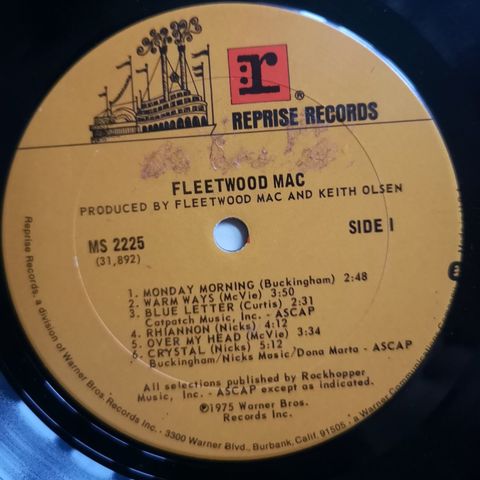 r
®
REPRISE RECORDS
FLEETWOOD MAC
PRODUCED BY FLEETWOOD MAC AND KEITH OLSEN
MS 2225
(31,892)
SIDE 1
1. MONDAY MORNING (Buckingham) 2:48
2. WARM WAYS (McVie) 3:50
3. BLUE LETTER (Curtis) 2:31
Catpatch Music, Inc. - ASCAP
4. RHIANNON (Nicks) 4:12
5. OVER MY HEAD (McVie) 3:34
6. CRYSTAL (Nicks) 5:12
Buckingham/Nicks Music/Dona Marta - ASCAP
All selections published by Rockhopper
Music, Inc. - ASCAP except as indicated.
℗©1975 Warner Bros.
Records Inc.
Reprise Records, a division of Warner Bros. Records Inc. · 3300 Warner Blvd., Burbank, Calif. 91505 · a Warner Communications